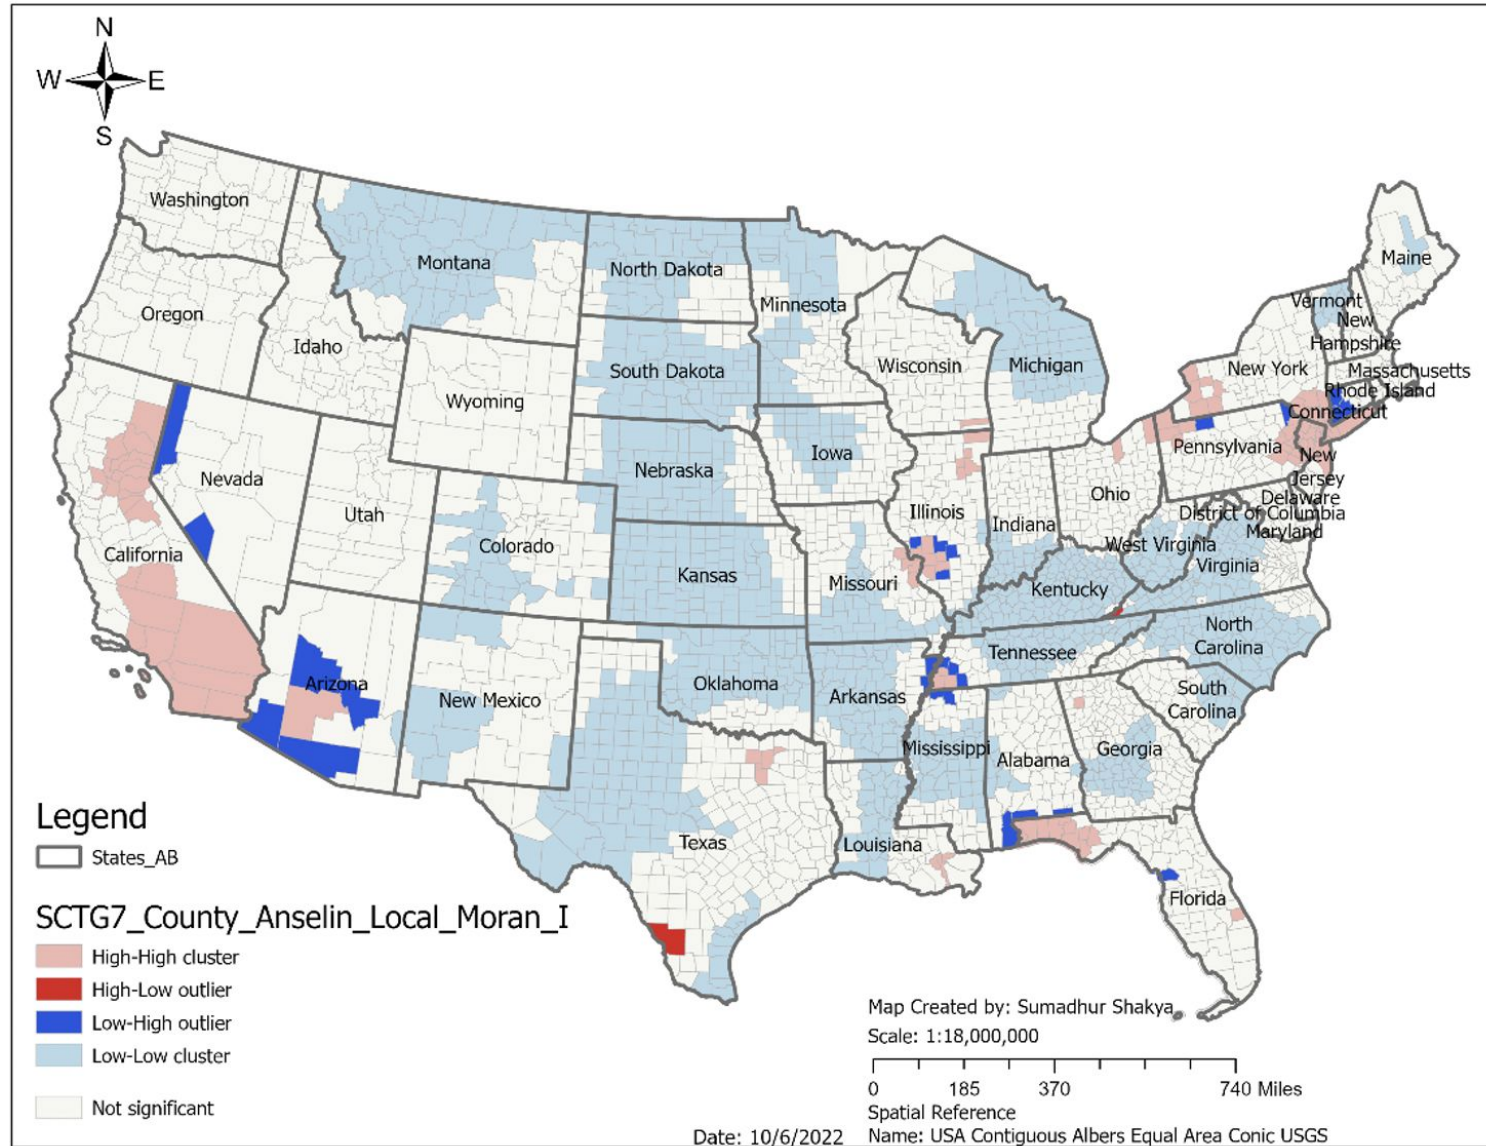 N
W E
S
Washington
Montana
North Dakota
Minnesota
Maine
Oregon
Idaho
Vermont
New
Hampshire
Wisconsin
Michigan
New York
South Dakota
Massachusetts
Rhode Island
Wyoming
Connecticut
Iowa
Pennsylvania
Nebraska
New
Jersey
Nevada
Utah
Ohio
Delaware
Illinois
Indiana
District of Columbia
Maryland
California
Colorado
West Virginia
Virginia
Kansas
Missouri
Kentucky
North
Carolina
Tennessee
Arizona
New Mexico
Oklahoma
Arkansas
South
Carolina
Mississippi
Alabama
Georgia
Texas
Louisiana
Florida
Legend
States_AB
SCTG7_County_Anselin_Local_Moran_I
High-High cluster
High-Low outlier
Low-High outlier
Low-Low cluster
Not significant
Map Created by: Sumadhur Shakya
Scale: 1:18,000,000
0 185 370 740 Miles
Spatial Reference
Date: 10/6/2022 Name: USA Contiguous Albers Equal Area Conic USGS